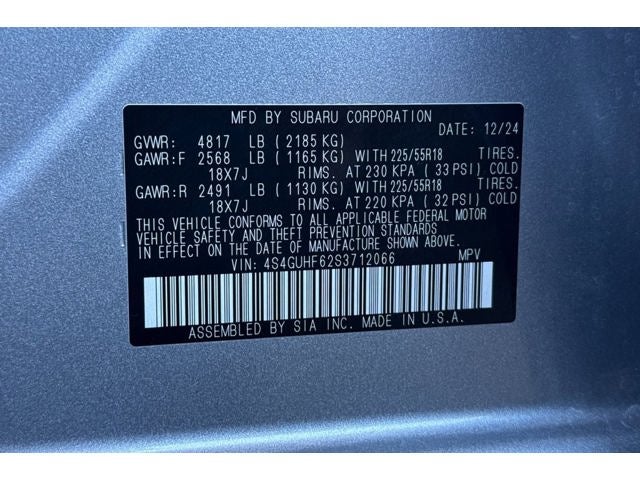 MFD BY SUBARU CORPORATION
DATE: 12/24
GVWR: 4817 LB (2185 KG)
GAWR:F 2568 LB (1165 KG) WITH 225/55R18 TIRES.
18X7J RIMS. AT 230 KPA (33 PSI) COLD
GAWR:R 2491 LB (1130 KG) WITH 225/55R18 TIRES.
18X7J RIMS. AT 220 KPA (32 PSI) COLD
THIS VEHICLE CONFORMS TO ALL APPLICABLE FEDERAL MOTOR
VEHICLE SAFETY AND THEFT PREVENTION STANDARDS IN EFFECT ON THE DATE
OF MANUFACTURE SHOWN ABOVE.
VIN: 4S4GUHF62S3712066 MPV
ASSEMBLED BY SIA INC. MADE IN U.S.A.